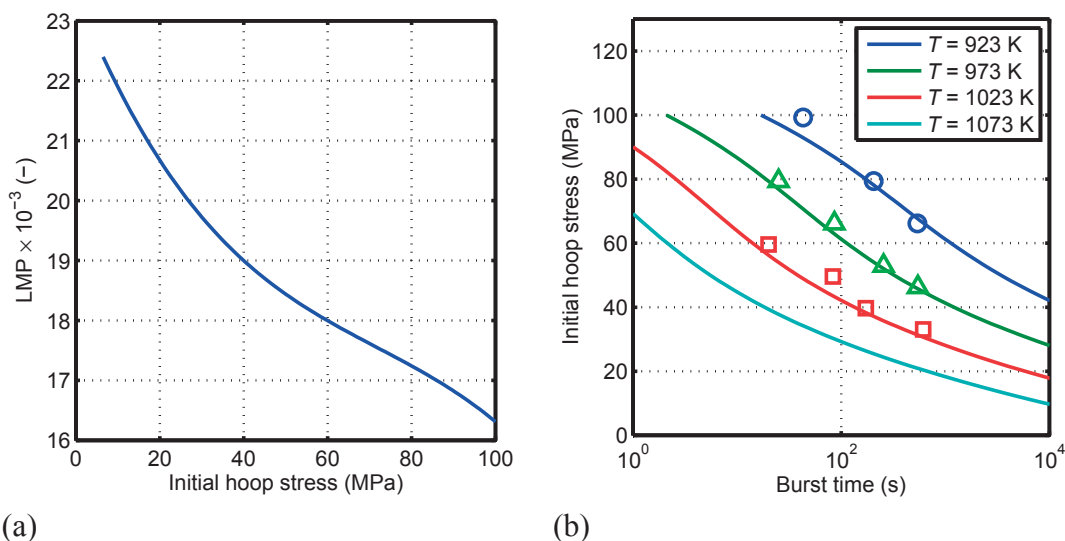 23
22
21
20
19
18
17
16
LMP × 10⁻³ (−)
0 20 40 60 80 100
Initial hoop stress (MPa)
(a)
120
100
80
60
40
20
0
Initial hoop stress (MPa)
T = 923 K
T = 973 K
T = 1023 K
T = 1073 K
10⁰ 10² 10⁴
Burst time (s)
(b)